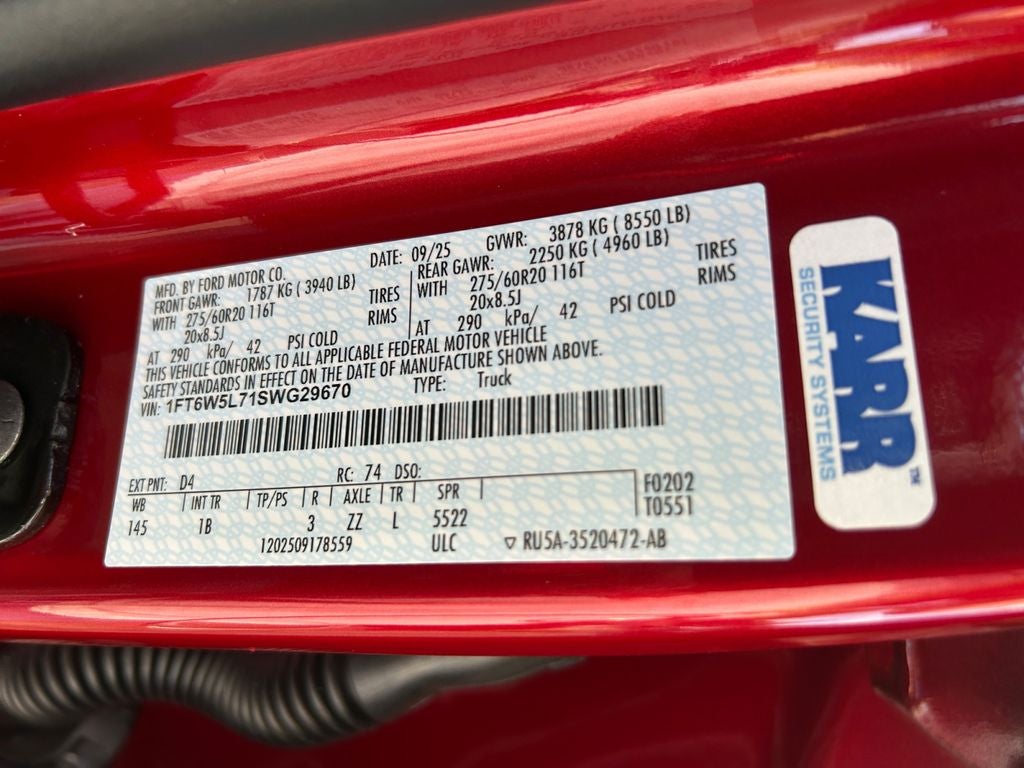 MFD. BY FORD MOTOR CO.
DATE: 09/25 GVWR: 3878 KG ( 8550 LB)
FRONT GAWR: 1787 KG ( 3940 LB)
WITH 275/60R20 116T TIRES
20x8.5J RIMS
AT 290 kPa/ 42 PSI COLD
REAR GAWR: 2250 KG ( 4960 LB)
WITH 275/60R20 116T TIRES
20x8.5J RIMS
AT 290 kPa/ 42 PSI COLD
THIS VEHICLE CONFORMS TO ALL APPLICABLE FEDERAL MOTOR VEHICLE
SAFETY STANDARDS IN EFFECT ON THE DATE OF MANUFACTURE SHOWN ABOVE.
VIN: 1FT6W5L71SWG29670 TYPE: Truck
EXT PNT: D4 RC: 74 DSO:
WB INT TR TP/PS R AXLE TR SPR F0202
145 1B 3 ZZ L 5522 T0551
1202509178559 ULC ▽ RU5A-3520472-AB
KARR™
SECURITY SYSTEMS